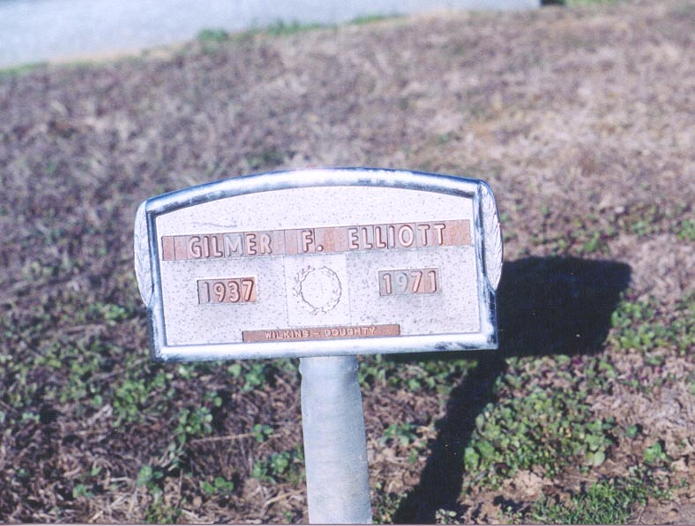 GILMER F. ELLIOTT
1937 1971
WILKINS - DOUGHTY